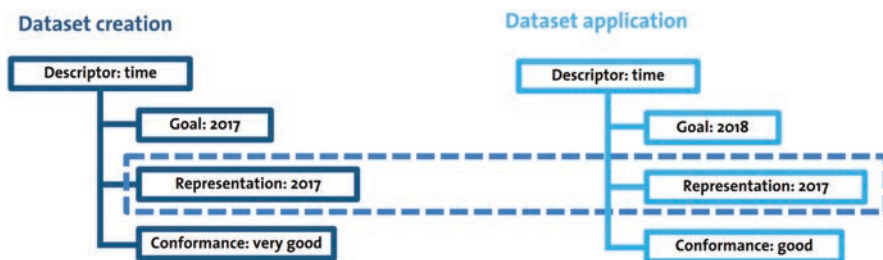 Dataset creation
Descriptor: time
Goal: 2017
Representation: 2017
Conformance: very good
Dataset application
Descriptor: time
Goal: 2018
Representation: 2017
Conformance: good